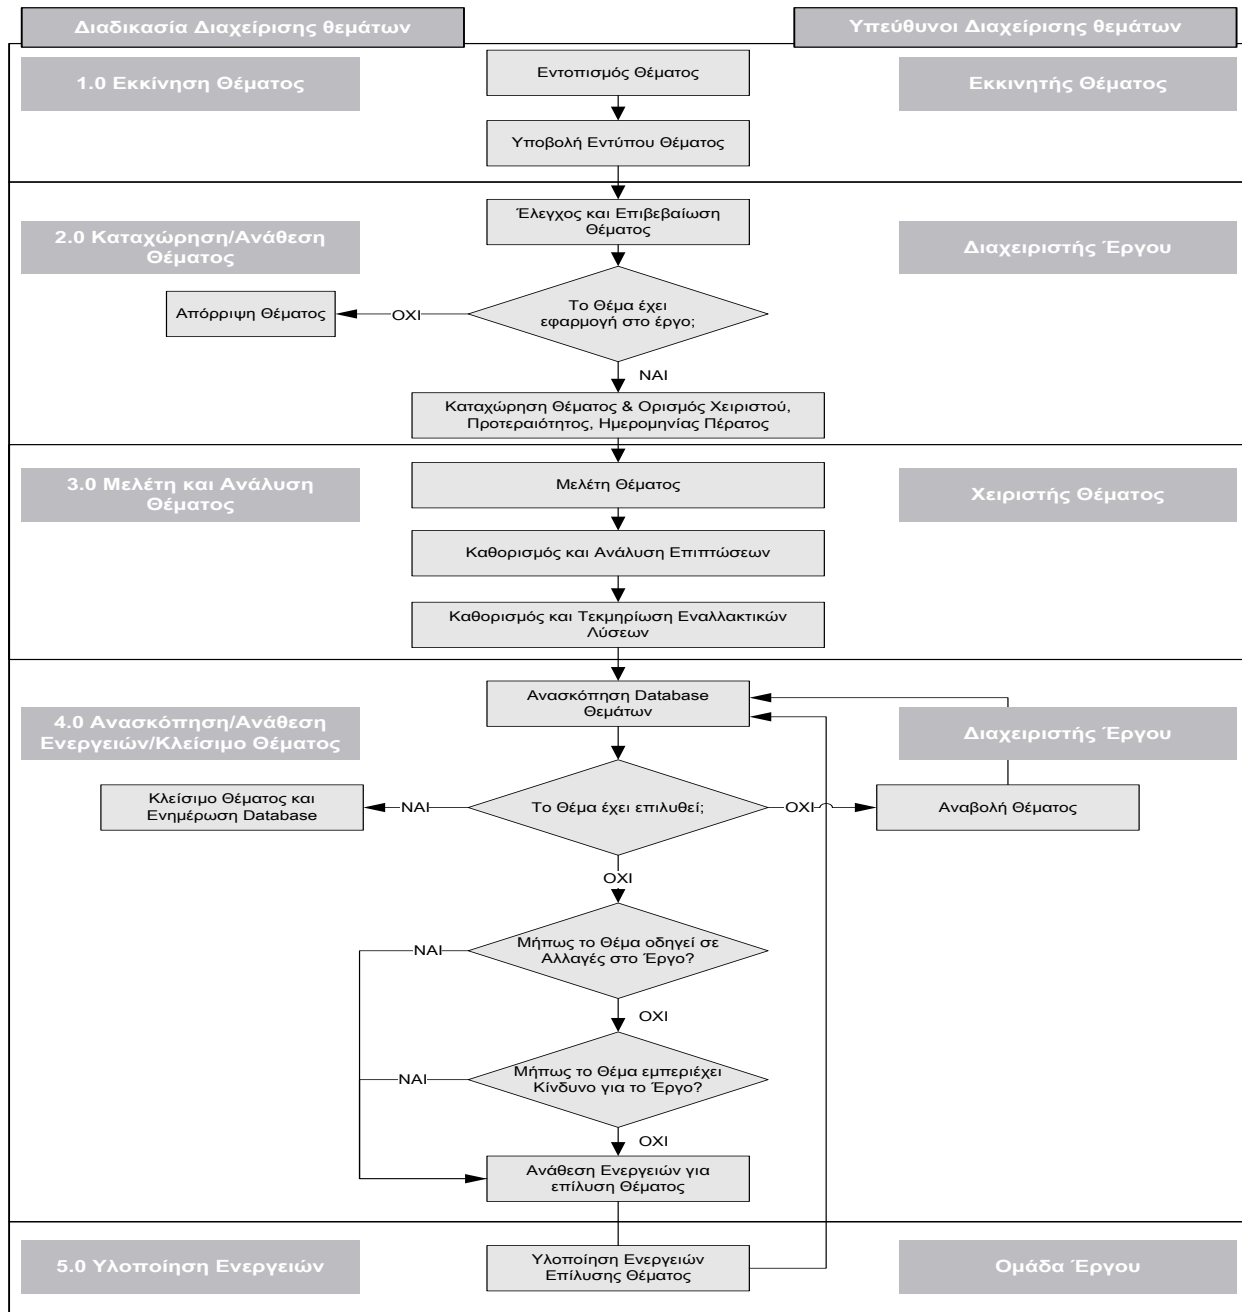 Διαδικασία Διαχείρισης θεμάτων
Υπεύθυνοι Διαχείρισης θεμάτων
1.0 Εκκίνηση Θέματος
Εντοπισμός Θέματος
Εκκινητής Θέματος
Υποβολή Εντύπου Θέματος
2.0 Καταχώρηση/Ανάθεση
Θέματος
Έλεγχος και Επιβεβαίωση
Θέματος
Διαχειριστής Έργου
Απόρριψη Θέματος
ΟΧΙ
Το Θέμα έχει
εφαρμογή στο έργο;
ΝΑΙ
Καταχώρηση Θέματος & Ορισμός Χειριστού,
Προτεραιότητος, Ημερομηνίας Πέρατος
3.0 Μελέτη και Ανάλυση
Θέματος
Μελέτη Θέματος
Χειριστής Θέματος
Καθορισμός και Ανάλυση Επιπτώσεων
Καθορισμός και Τεκμηρίωση Εναλλακτικών
Λύσεων
4.0 Ανασκόπηση/Ανάθεση
Ενεργειών/Κλείσιμο Θέματος
Ανασκόπηση Database
Θεμάτων
Διαχειριστής Έργου
Κλείσιμο Θέματος και
Ενημέρωση Database
ΝΑΙ
Το Θέμα έχει επιλυθεί;
ΟΧΙ
Αναβολή Θέματος
ΟΧΙ
ΝΑΙ
Μήπως το Θέμα οδηγεί σε
Αλλαγές στο Έργο?
ΟΧΙ
ΝΑΙ
Μήπως το Θέμα εμπεριέχει
Κίνδυνο για το Έργο?
ΟΧΙ
Ανάθεση Ενεργειών για
επίλυση Θέματος
5.0 Υλοποίηση Ενεργειών
Υλοποίηση Ενεργειών
Επίλυσης Θέματος
Ομάδα Έργου